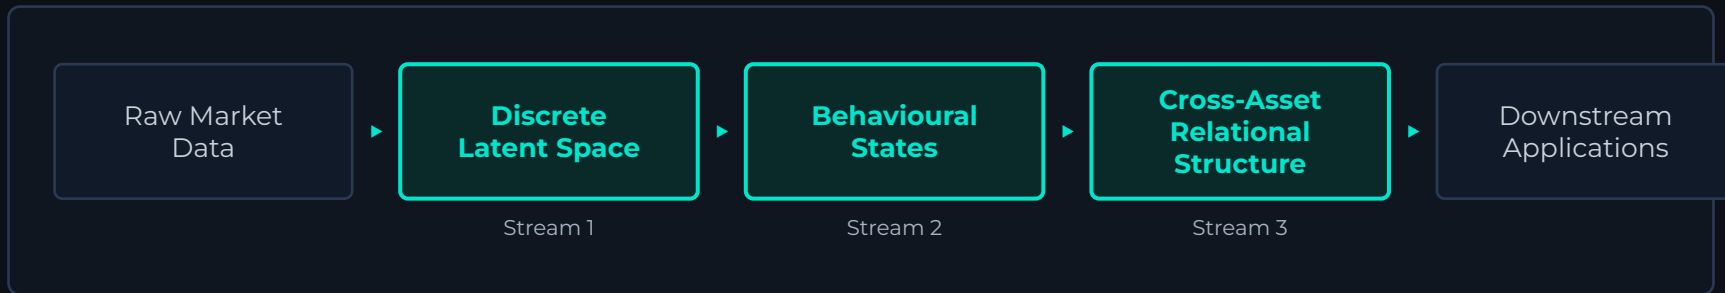 Raw Market
Data
Discrete
Latent Space
Stream 1
Behavioural
States
Stream 2
Cross-Asset
Relational
Structure
Stream 3
Downstream
Applications